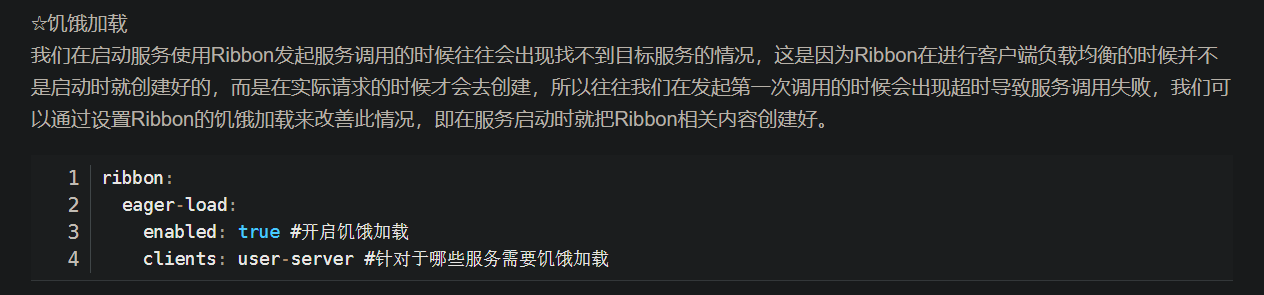 ☆饥饿加载
我们在启动服务使用Ribbon发起服务调用的时候往往会出现找不到目标服务的情况，这是因为Ribbon在进行客户端负载均衡的时候并不
是启动时就创建好的，而是在实际请求的时候才会去创建，所以往往我们在发起第一次调用的时候会出现超时导致服务调用失败，我们可
以通过设置Ribbon的饥饿加载来改善此情况，即在服务启动时就把Ribbon相关内容创建好。
1 ribbon:
2   eager-load:
3     enabled: true #开启饥饿加载
4     clients: user-server #针对于哪些服务需要饥饿加载